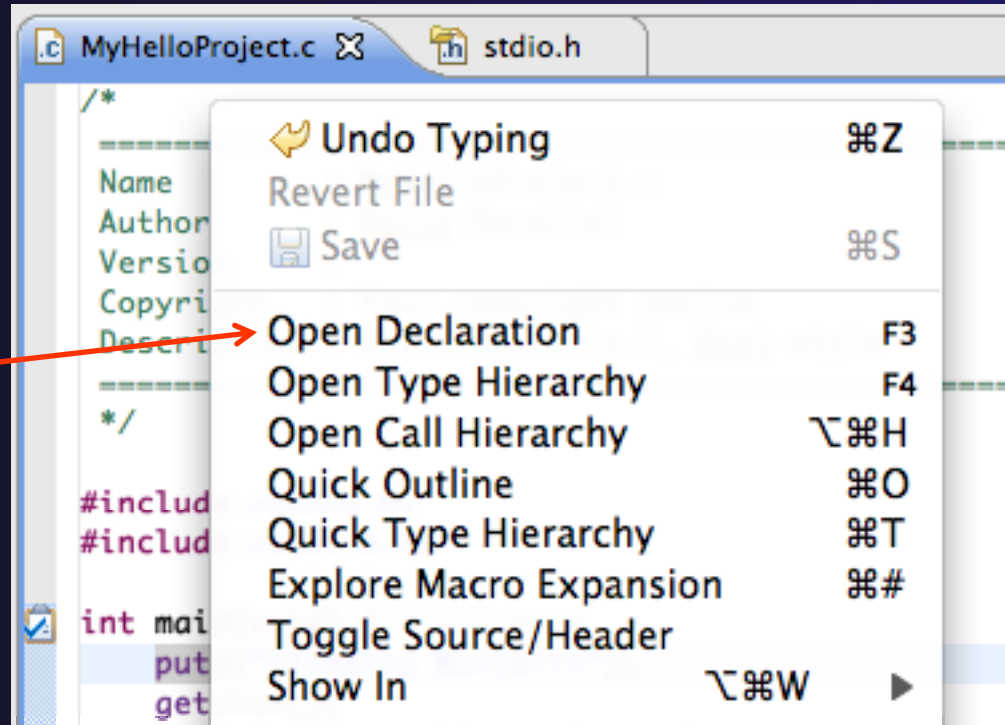 MyHelloProject.c stdio.h
/*
Undo Typing ⌘Z
Name
Revert File
Author
Save ⌘S
Versio
Copyri
Open Declaration F3
Descri
Open Type Hierarchy F4
*/
Open Call Hierarchy ⌥⌘H
Quick Outline ⌘O
#includ
Quick Type Hierarchy ⌘T
#includ
Explore Macro Expansion ⌘#
int mai
Toggle Source/Header
put
Show In ⌥⌘W
get